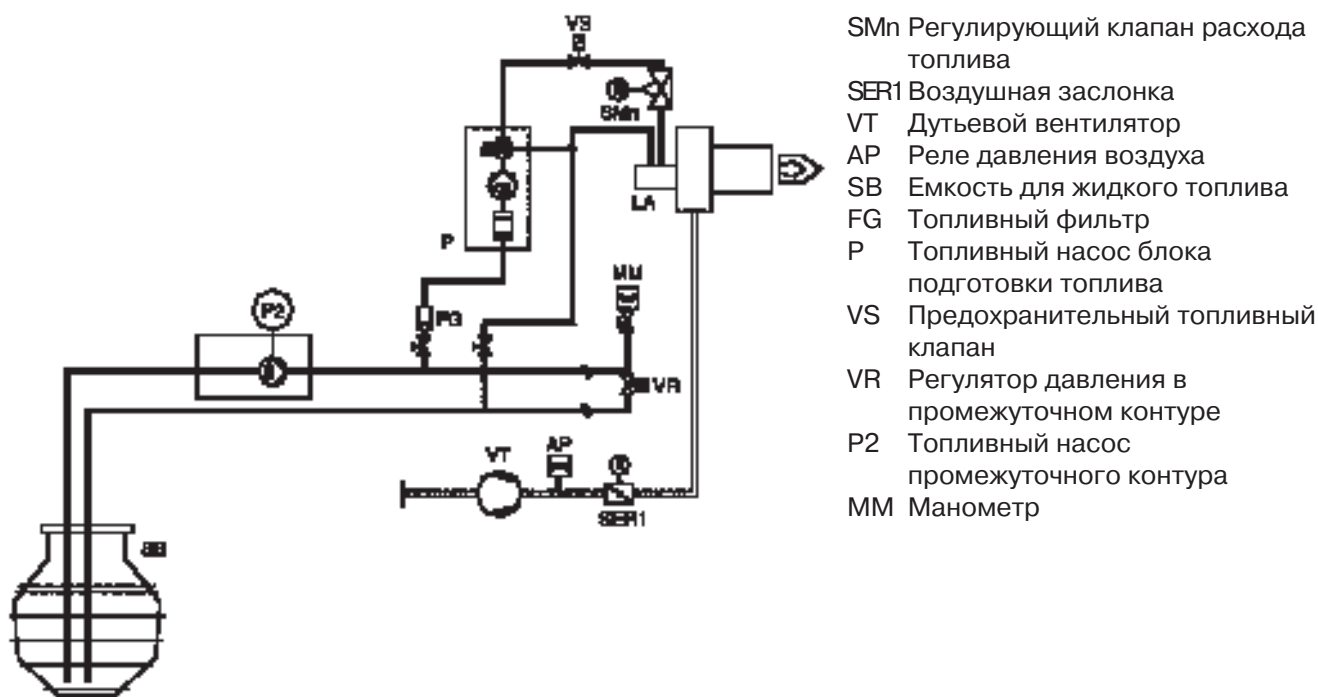 VS
SMn
LA
P
MM
P2
FG
VR
VT
AP
SER1
SB
SMn Регулирующий клапан расхода
топлива
SER1 Воздушная заслонка
VT Дутьевой вентилятор
AP Реле давления воздуха
SB Емкость для жидкого топлива
FG Топливный фильтр
P Топливный насос блока
подготовки топлива
VS Предохранительный топливный
клапан
VR Регулятор давления в
промежуточном контуре
P2 Топливный насос
промежуточного контура
MM Манометр